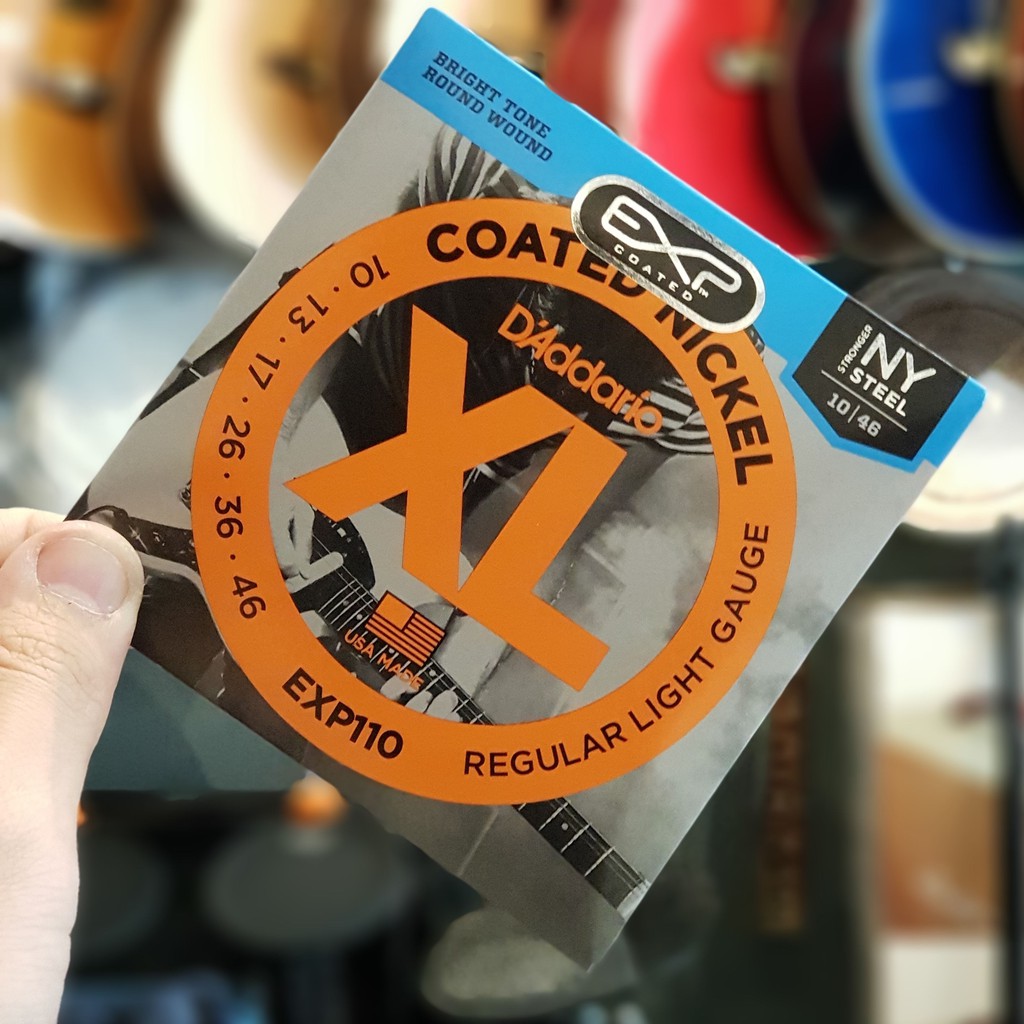 BRIGHT TONE
ROUND WOUND
EXP
COATED™
STRONGER
NY
STEEL
10|46
COATED NICKEL
D'Addario
XL
10 · 13 · 17 · 26 · 36 · 46
USA MADE
EXP110
REGULAR LIGHT GAUGE